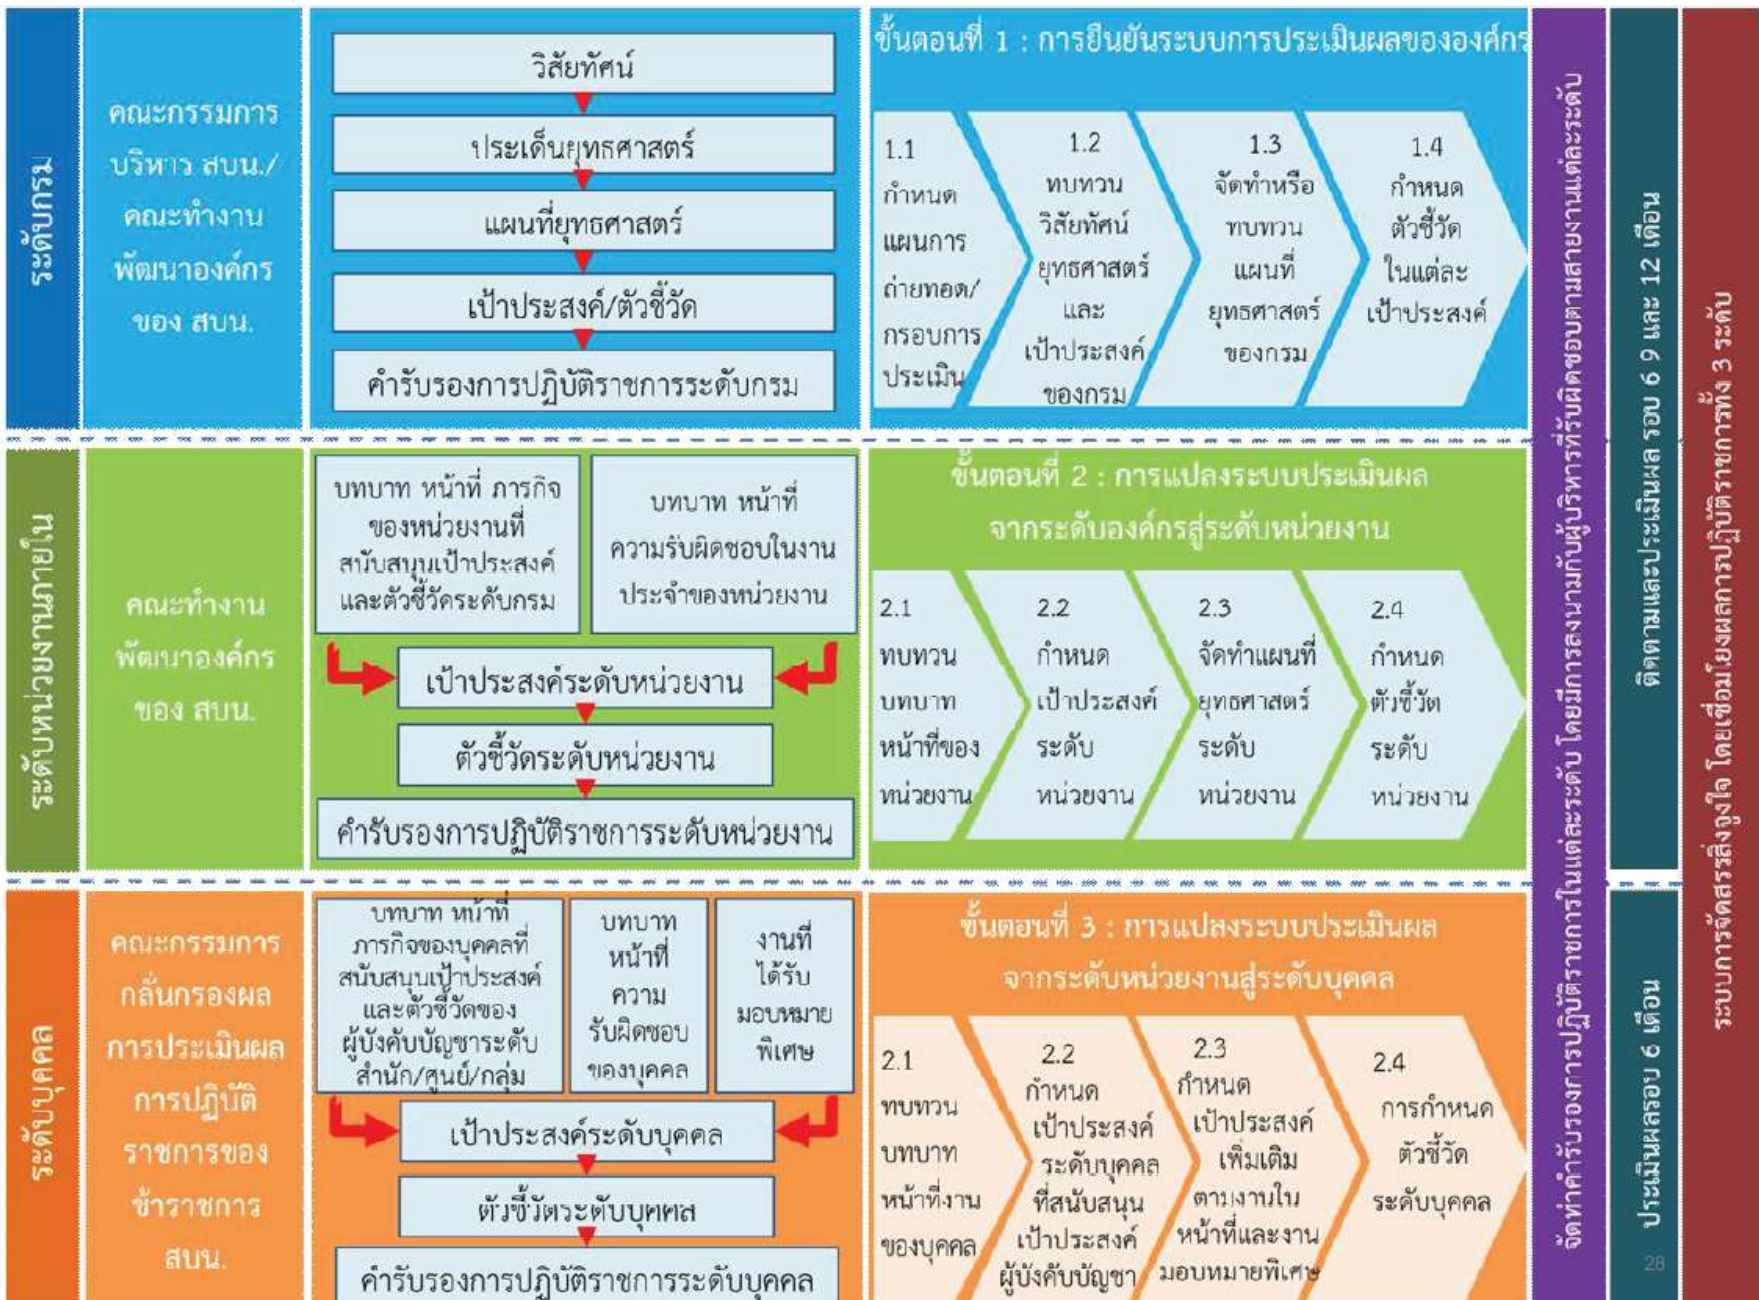 ระดับกรม
คณะกรรมการ
บริหาร สบน./
คณะทำงาน
พัฒนาองค์กร
ของ สบน.
วิสัยทัศน์
ประเด็นยุทธศาสตร์
แผนที่ยุทธศาสตร์
เป้าประสงค์/ตัวชี้วัด
คำรับรองการปฏิบัติราชการระดับกรม
ขั้นตอนที่ 1 : การยืนยันระบบการประเมินผลขององค์กร
1.1
กำหนด
แผนการ
ถ่ายทอด/
กรอบการ
ประเมิน
1.2
ทบทวน
วิสัยทัศน์
ยุทธศาสตร์
และ
เป้าประสงค์
ของกรม
1.3
จัดทำหรือ
ทบทวน
แผนที่
ยุทธศาสตร์
ของกรม
1.4
กำหนด
ตัวชี้วัด
ในแต่ละ
เป้าประสงค์
ระดับหน่วยงานภายใน
คณะทำงาน
พัฒนาองค์กร
ของ สบน.
บทบาท หน้าที่ ภารกิจ
ของหน่วยงานที่
สนับสนุนเป้าประสงค์
และตัวชี้วัดระดับกรม
บทบาท หน้าที่
ความรับผิดชอบในงาน
ประจำของหน่วยงาน
เป้าประสงค์ระดับหน่วยงาน
ตัวชี้วัดระดับหน่วยงาน
คำรับรองการปฏิบัติราชการระดับหน่วยงาน
ขั้นตอนที่ 2 : การแปลงระบบประเมินผล
จากระดับองค์กรสู่ระดับหน่วยงาน
2.1
ทบทวน
บทบาท
หน้าที่ของ
หน่วยงาน
2.2
กำหนด
เป้าประสงค์
ระดับ
หน่วยงาน
2.3
จัดทำแผนที่
ยุทธศาสตร์
ระดับ
หน่วยงาน
2.4
กำหนด
ตัวชี้วัด
ระดับ
หน่วยงาน
ระดับบุคคล
คณะกรรมการ
กลั่นกรองผล
การประเมินผล
การปฏิบัติ
ราชการของ
ข้าราชการ
สบน.
บทบาท หน้าที่
ภารกิจของบุคคลที่
สนับสนุนเป้าประสงค์
และตัวชี้วัดของ
ผู้บังคับบัญชาระดับ
สำนัก/ศูนย์/กลุ่ม
บทบาท
หน้าที่
ความ
รับผิดชอบ
ของบุคคล
งานที่
ได้รับ
มอบหมาย
พิเศษ
เป้าประสงค์ระดับบุคคล
ตัวชี้วัดระดับบุคคล
คำรับรองการปฏิบัติราชการระดับบุคคล
ขั้นตอนที่ 3 : การแปลงระบบประเมินผล
จากระดับหน่วยงานสู่ระดับบุคคล
2.1
ทบทวน
บทบาท
หน้าที่งาน
ของบุคคล
2.2
กำหนด
เป้าประสงค์
ระดับบุคคล
ที่สนับสนุน
เป้าประสงค์
ผู้บังคับบัญชา
2.3
กำหนด
เป้าประสงค์
เพิ่มเติม
ตามงานใน
หน้าที่และงาน
มอบหมายพิเศษ
2.4
การกำหนด
ตัวชี้วัด
ระดับบุคคล
จัดทำคำรับรองการปฏิบัติราชการในแต่ละระดับ โดยมีการลงนามกับผู้บริหารที่รับผิดชอบตามสายงานแต่ละระดับ
ติดตามและประเมินผล รอบ 6 9 และ 12 เดือน
ประเมินผลรอบ 6 เดือน
ระบบการจัดสรรสิ่งจูงใจ โดยเชื่อมโยงผลการปฏิบัติราชการทั้ง 3 ระดับ
28